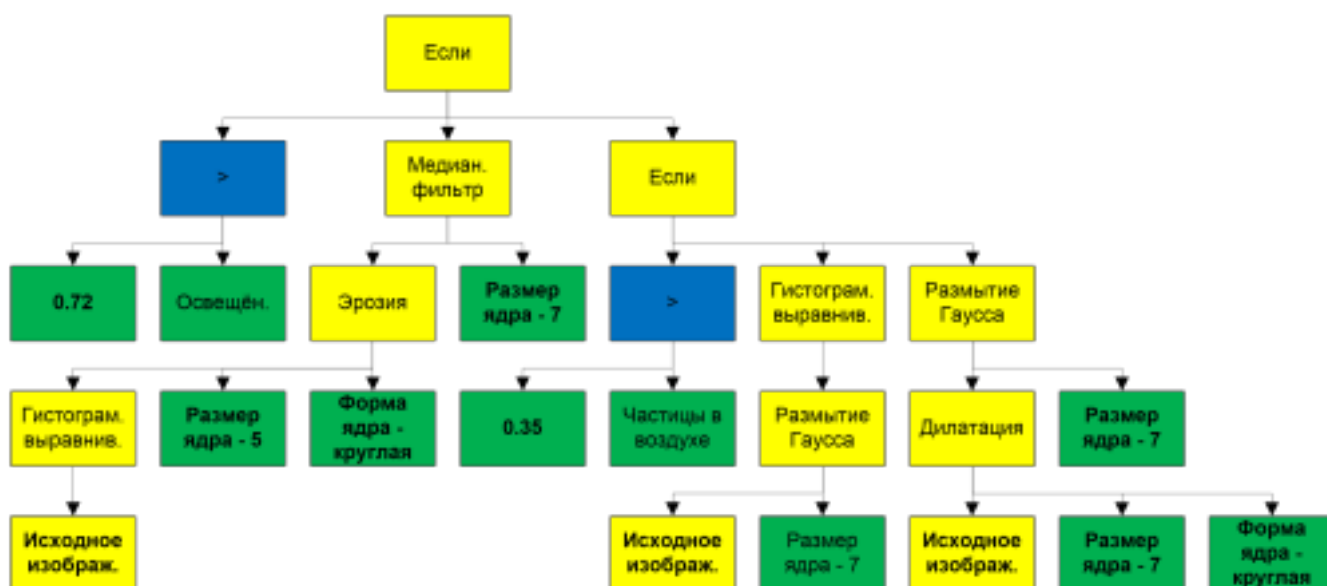 Если
>
Медиан.
фильтр
Если
0.72
Освещён.
Эрозия
Размер
ядра - 7
>
Гистограм.
выравнив.
Размытие
Гаусса
Гистограм.
выравнив.
Размер
ядра - 5
Форма
ядра -
круглая
0.35
Частицы в
воздухе
Размытие
Гаусса
Дилатация
Размер
ядра - 7
Исходное
изображ.
Исходное
изображ.
Размер
ядра - 7
Исходное
изображ.
Размер
ядра - 7
Форма
ядра -
круглая